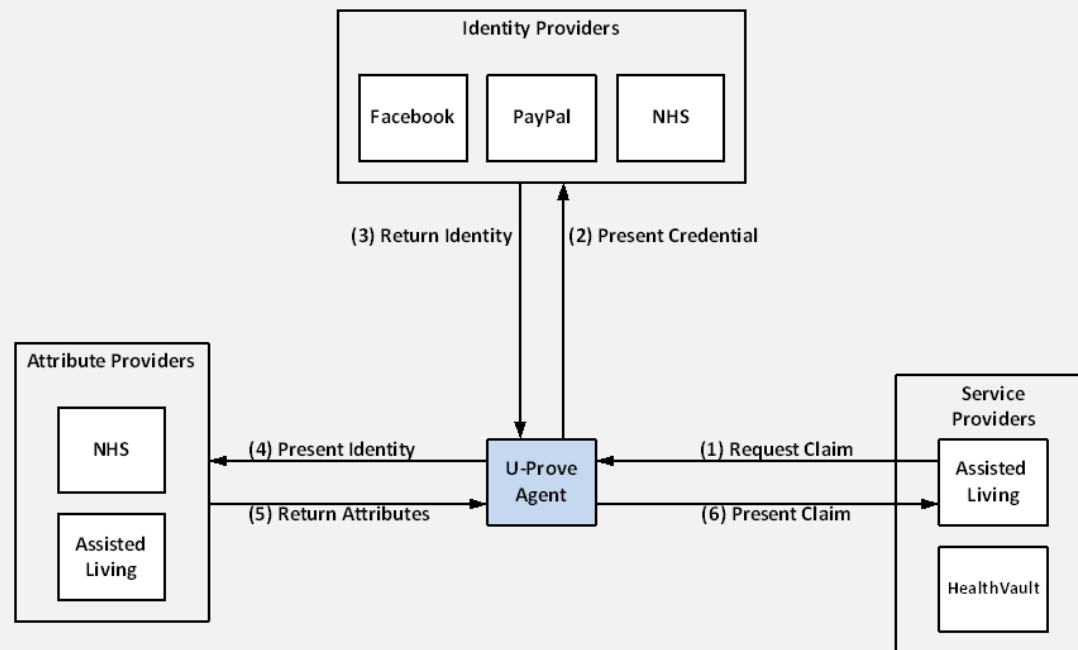 Identity Providers
Facebook
PayPal
NHS
(3) Return Identity
(2) Present Credential
Attribute Providers
NHS
Assisted
Living
(4) Present Identity
(5) Return Attributes
U-Prove
Agent
(1) Request Claim
(6) Present Claim
Service
Providers
Assisted
Living
HealthVault